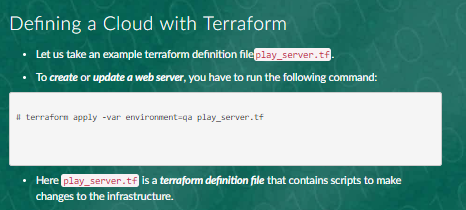 Defining a Cloud with Terraform
• Let us take an example terraform definition file play_server.tf.
• To create or update a web server, you have to run the following command:
# terraform apply -var environment=qa play_server.tf
• Here play_server.tf is a terraform definition file that contains scripts to make
changes to the infrastructure.